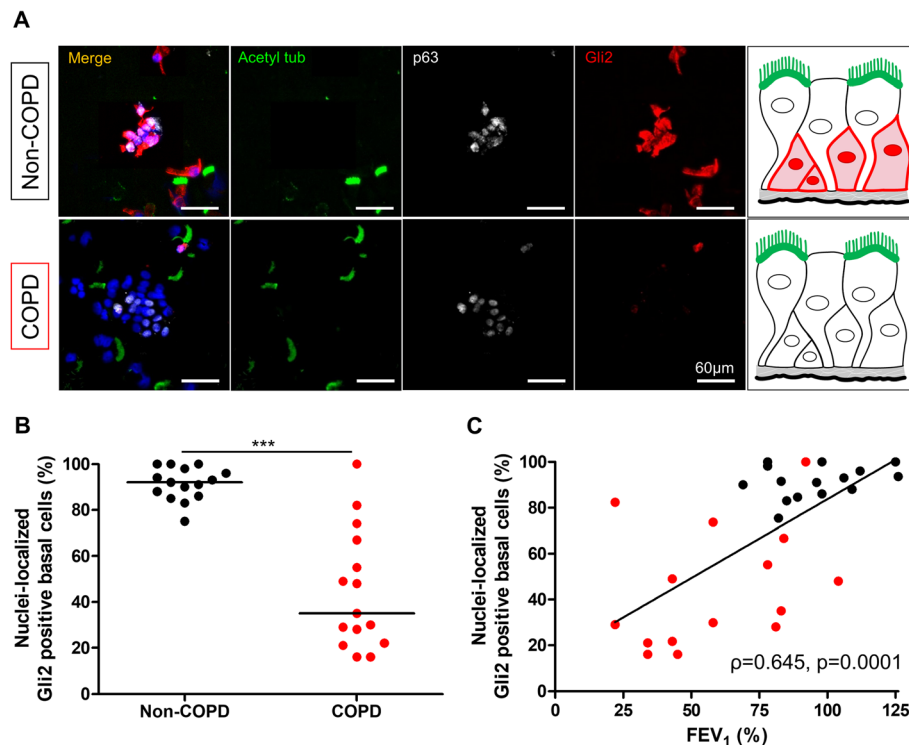 A
Merge Acetyl tub p63 Gli2
Non-COPD
COPD
60μm
B
***
Nuclei-localized
Gli2 positive basal cells (%)
100
80
60
40
20
0
Non-COPD COPD
C
Nuclei-localized
Gli2 positive basal cells (%)
100
80
60
40
20
0
ρ=0.645, p=0.0001
0 25 50 75 100 125
FEV₁ (%)